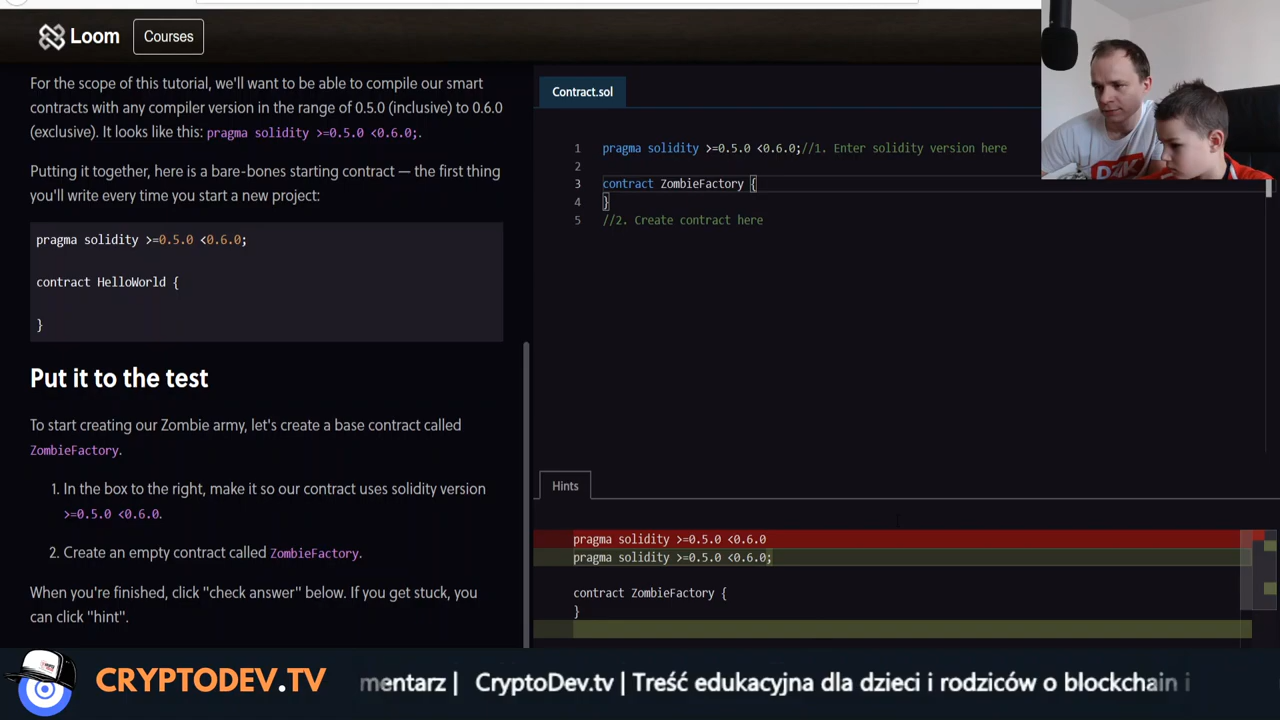 Loom
Courses
For the scope of this tutorial, we'll want to be able to compile our smart
contracts with any compiler version in the range of 0.5.0 (inclusive) to 0.6.0
(exclusive). It looks like this: pragma solidity >=0.5.0 <0.6.0;.
Putting it together, here is a bare-bones starting contract — the first thing
you'll write every time you start a new project:
pragma solidity >=0.5.0 <0.6.0;
contract HelloWorld {
}
Put it to the test
To start creating our Zombie army, let's create a base contract called
ZombieFactory.
1. In the box to the right, make it so our contract uses solidity version
>=0.5.0 <0.6.0.
2. Create an empty contract called ZombieFactory.
When you're finished, click "check answer" below. If you get stuck, you
can click "hint".
Contract.sol
1 pragma solidity >=0.5.0 <0.6.0;//1. Enter solidity version here
2
3 contract ZombieFactory {
4 }
5 //2. Create contract here
Hints
pragma solidity >=0.5.0 <0.6.0
pragma solidity >=0.5.0 <0.6.0;
contract ZombieFactory {
}
CRYPTODEV.TV
mentarz | CryptoDev.tv | Treść edukacyjna dla dzieci i rodziców o blockchain i